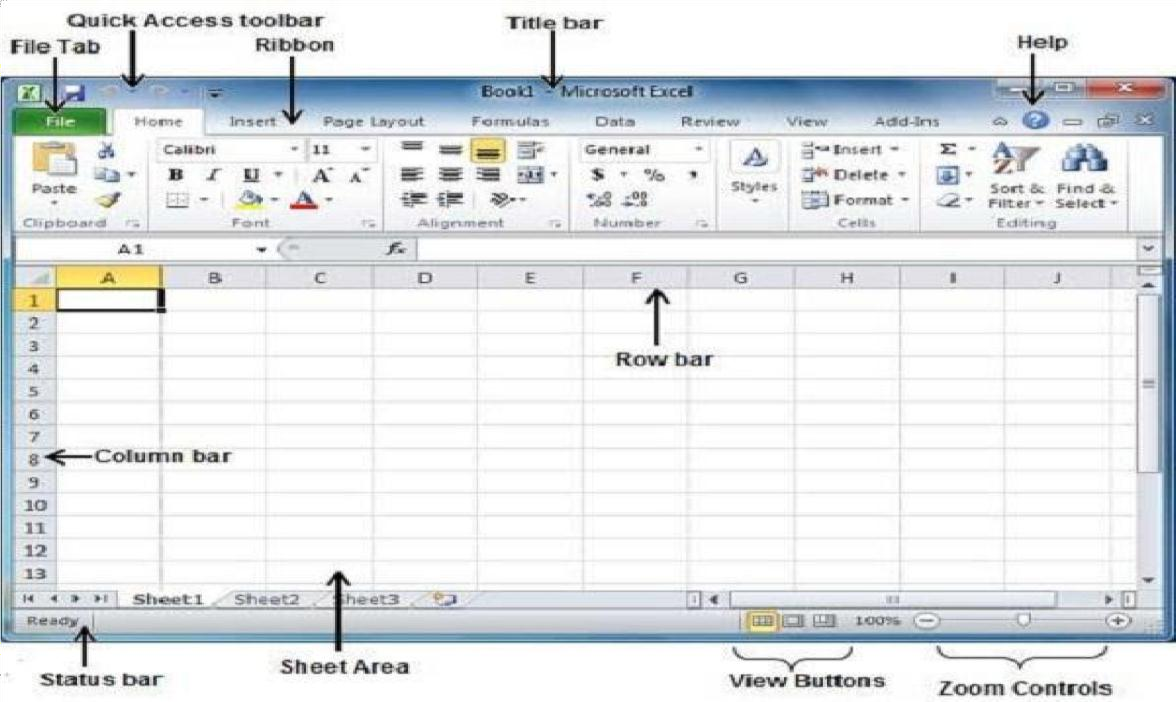 Quick Access toolbar
Title bar
File Tab
Ribbon
Help
Book1 - Microsoft Excel
File Home Insert Page Layout Formulas Data Review View Add-Ins
Calibri 11 General Insert
Paste B I U A A $ % , Styles Delete Sort & Filter Find & Select
A Format
Clipboard Font Alignment Number Cells Editing
A1 fx
A B C D E F G H I J
1
2
3
Row bar
4
5
6
7
8 Column bar
9
10
11
12
13
Sheet1 Sheet2 Sheet3
Ready 100%
Status bar
Sheet Area
View Buttons
Zoom Controls